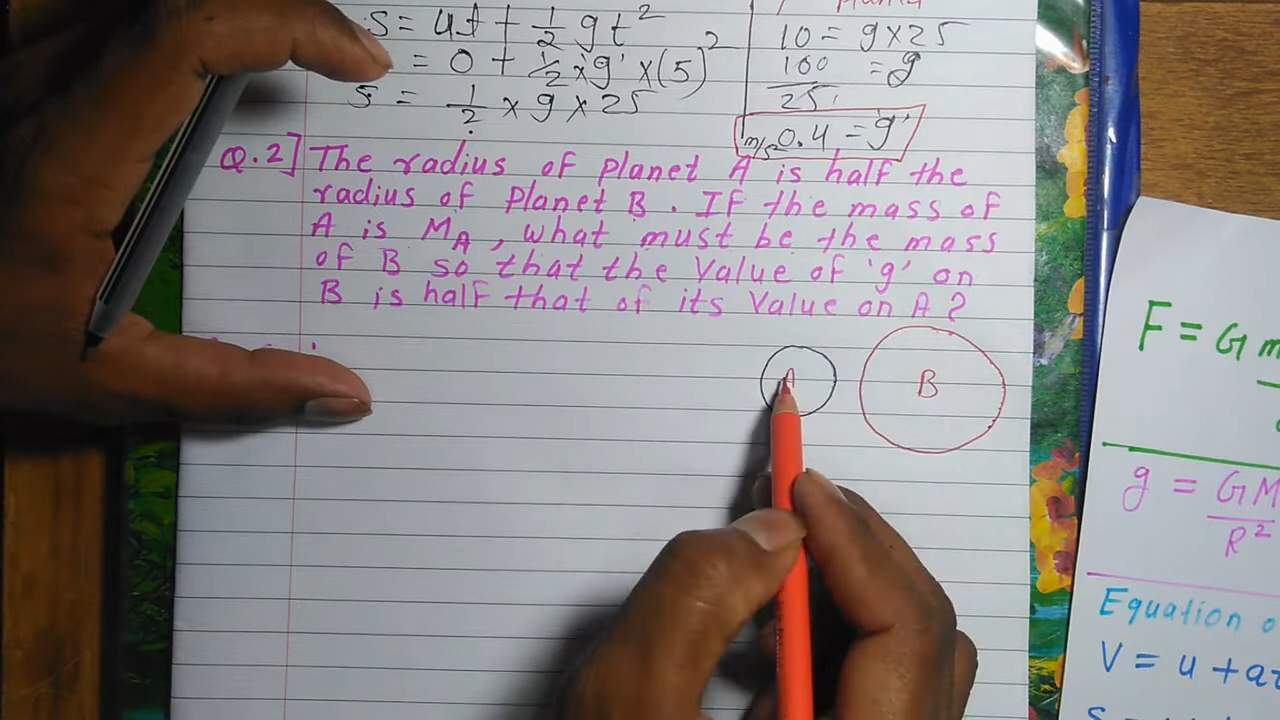 s = ut + 1/2 gt²
= 0 + 1/2 × 'g' × (5)²
s = 1/2 × g × 25
10 = g × 25
100/25 = g
m/s² 0.4 = 'g'
Q.2] The radius of planet A is half the
radius of Planet B. If the mass of
A is M_A, what must be the mass
of B so that the Value of 'g' on
B is half that of its Value on A?
A
B
F = G
g = GM/R²
Equation
V = u +